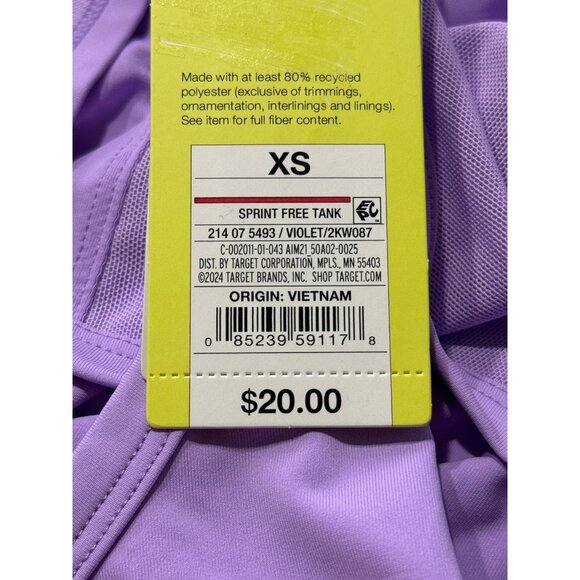 Made with at least 80% recycled
polyester (exclusive of trimmings,
ornamentation, interlinings and linings).
See item for full fiber content.
XS
SPRINT FREE TANK
214 07 5493 / VIOLET/2KW087
C-002011-01-043 AIM21_50A02-0025
DIST. BY TARGET CORPORATION, MPLS., MN 55403
©2024 TARGET BRANDS, INC. SHOP TARGET.COM
ORIGIN: VIETNAM
0 85239 59117 8
$20.00